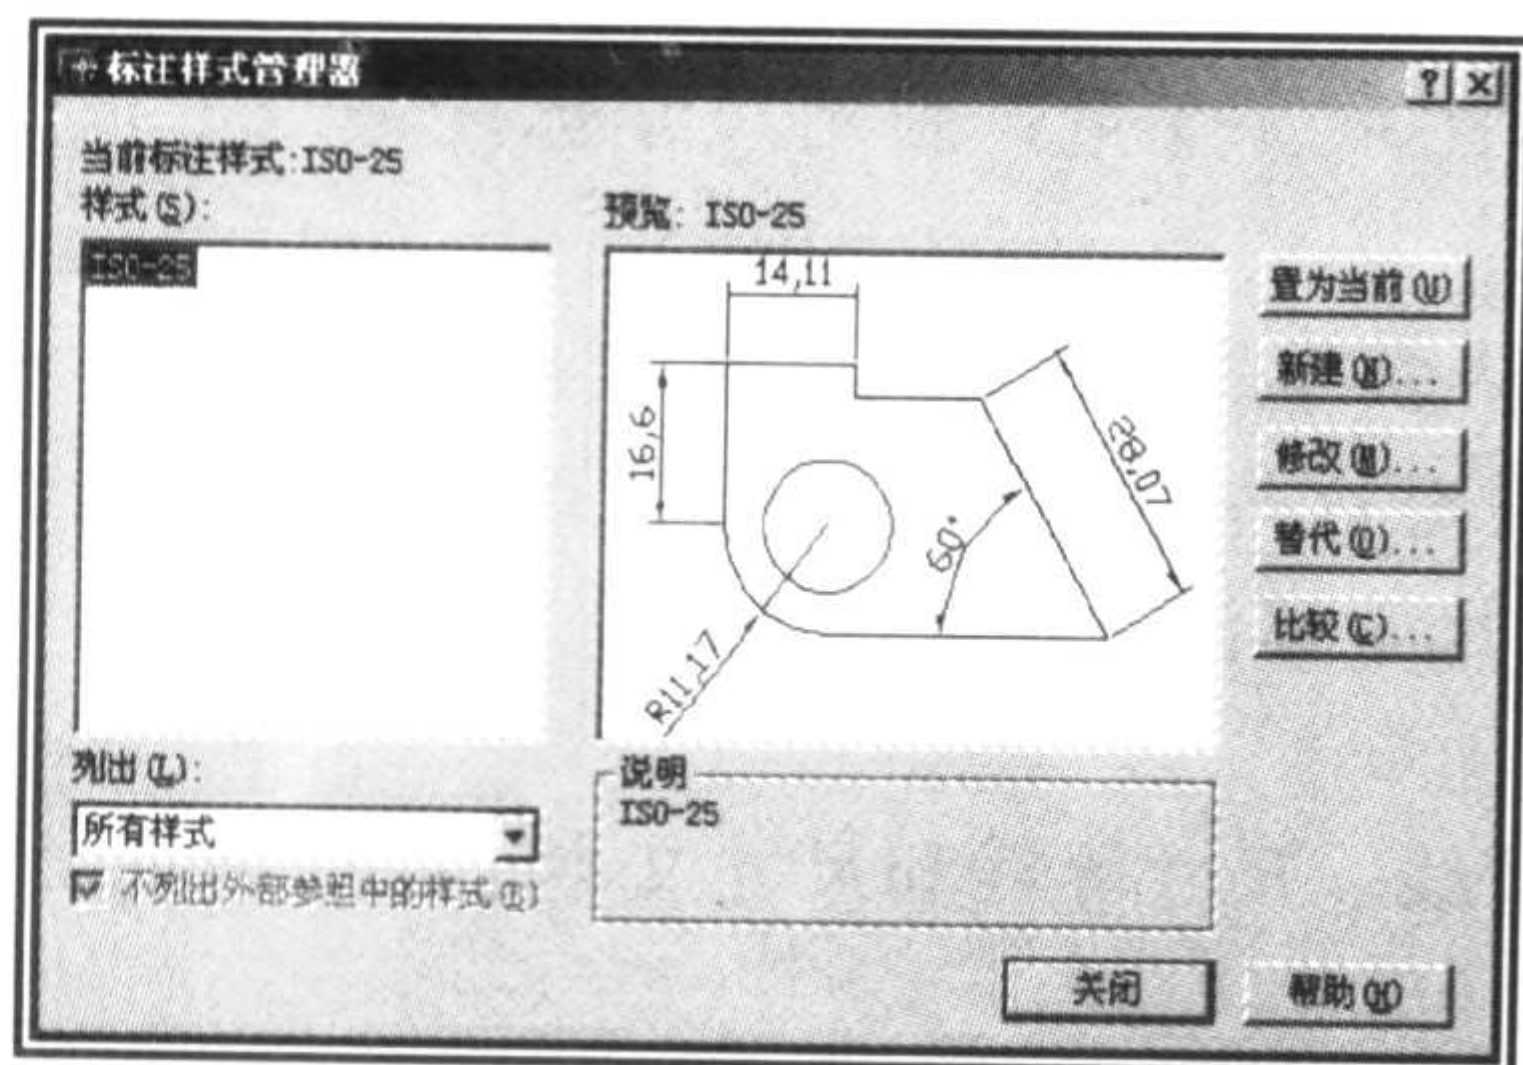 标注样式管理器
当前标注样式:ISO-25
样式(S):
ISO-25
预览: ISO-25
14,11
16,6
28,07
60°
R11,17
置为当前(U)
新建(N)...
修改(M)...
替代(O)...
比较(C)...
列出(L):
所有样式
不列出外部参照中的样式(R)
说明
ISO-25
关闭
帮助(H)